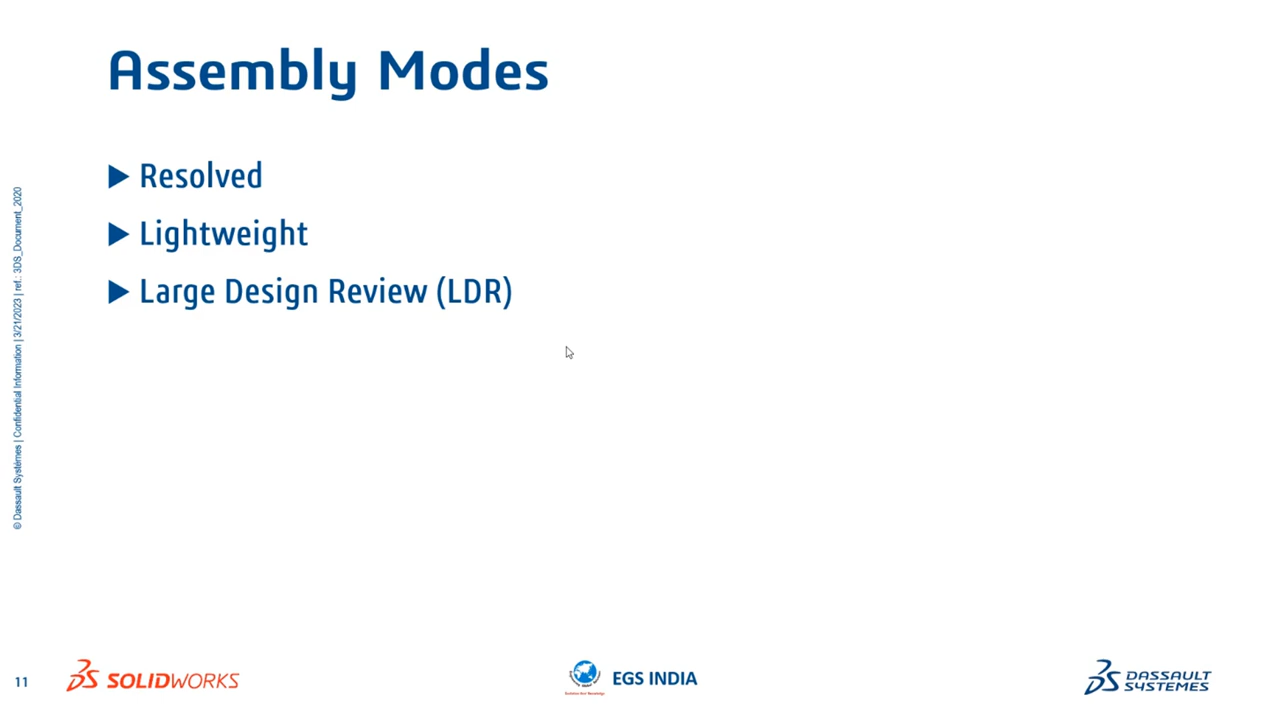 Assembly Modes
▶ Resolved
▶ Lightweight
▶ Large Design Review (LDR)
© Dassault Systèmes | Confidential Information | 3/21/2023 | ref.: 3DS_Document_2020
11
SOLIDWORKS
EGS INDIA
DASSAULT
SYSTEMES